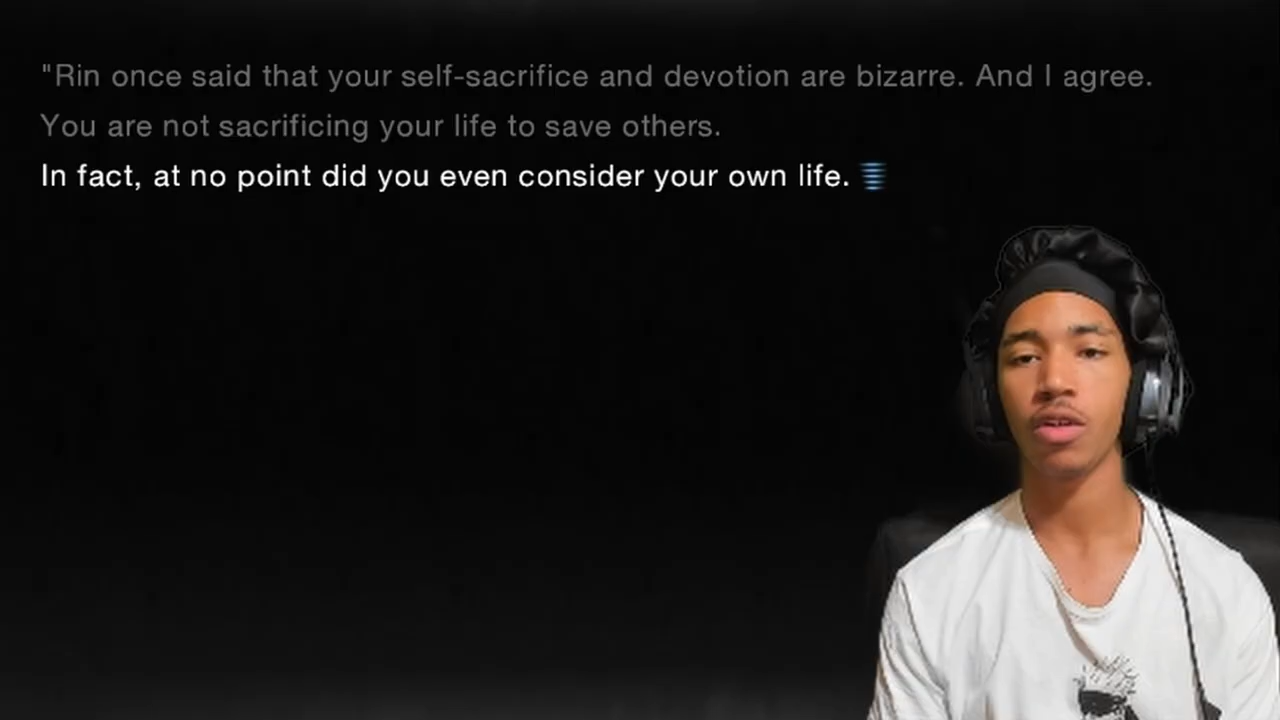 "Rin once said that your self-sacrifice and devotion are bizarre. And I agree.
You are not sacrificing your life to save others.
In fact, at no point did you even consider your own life.